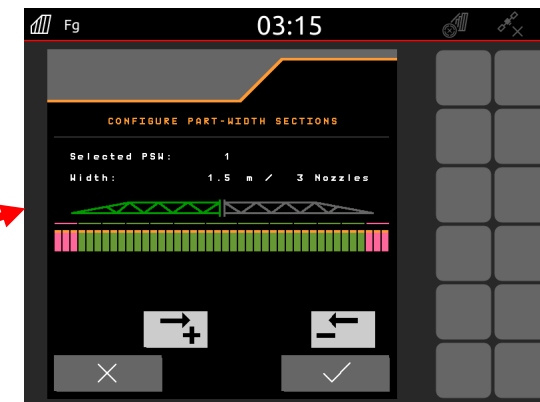 Fg 03:15
CONFIGURE PART-WIDTH SECTIONS
Selected PSW: 1
Width: 1.5 m / 3 Nozzles